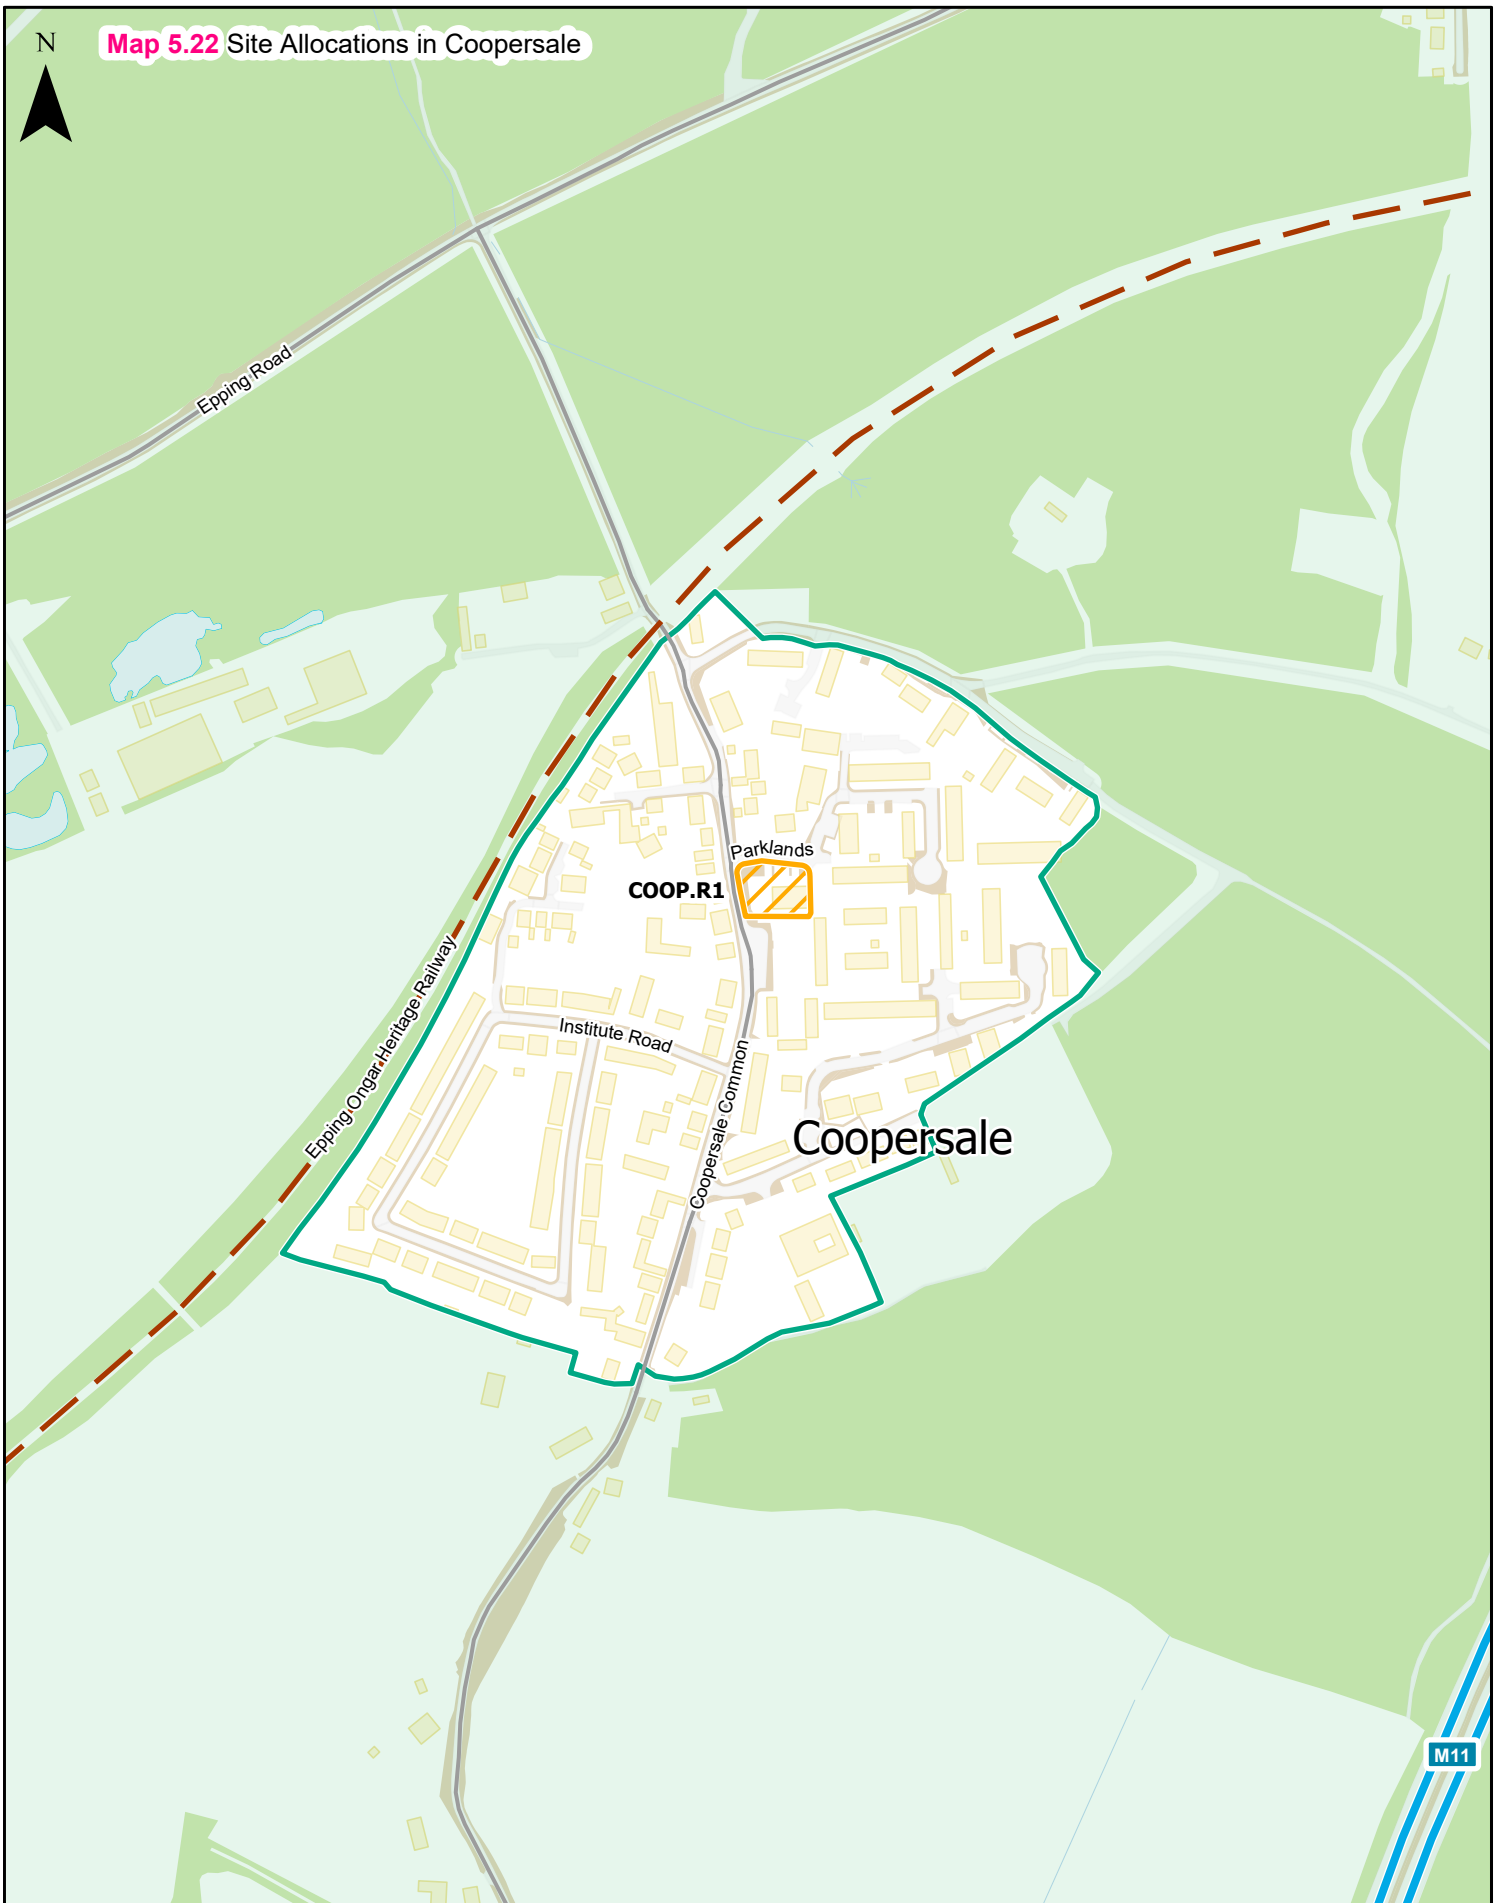 N
Map 5.22 Site Allocations in Coopersale
Epping Road
Parklands
COOP.R1
Epping Ongar Heritage Railway
Institute Road
Coopersale Common
Coopersale
M11